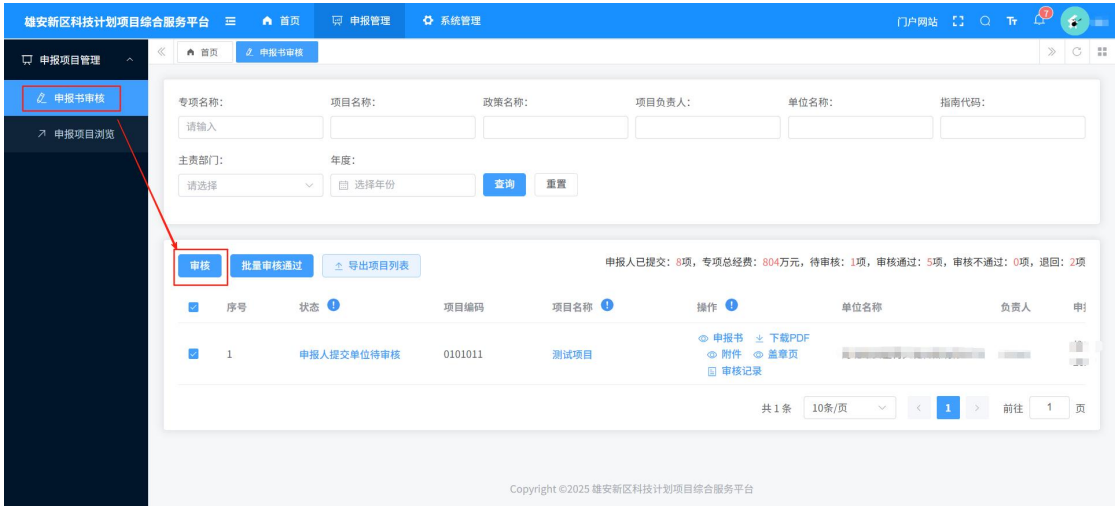 雄安新区科技计划项目综合服务平台 首页 申报管理 系统管理 门户网站 Tт 7
申报项目管理 首页 申报书审核
申报书审核
申报项目浏览
专项名称： 项目名称： 政策名称： 项目负责人： 单位名称： 指南代码：
请输入
主责部门： 年度：
请选择 选择年份 查询 重置
审核 批量审核通过 导出项目列表 申报人已提交：8项，专项总经费：804万元，待审核：1项，审核通过：5项，审核不通过：0项，退回：2项
序号 状态 项目编码 项目名称 操作 单位名称 负责人
1 申报人提交单位待审核 0101011 测试项目 申报书 下载PDF
附件 盖章页
审核记录
共1条 10条/页 1 前往 1 页
Copyright ©2025 雄安新区科技计划项目综合服务平台